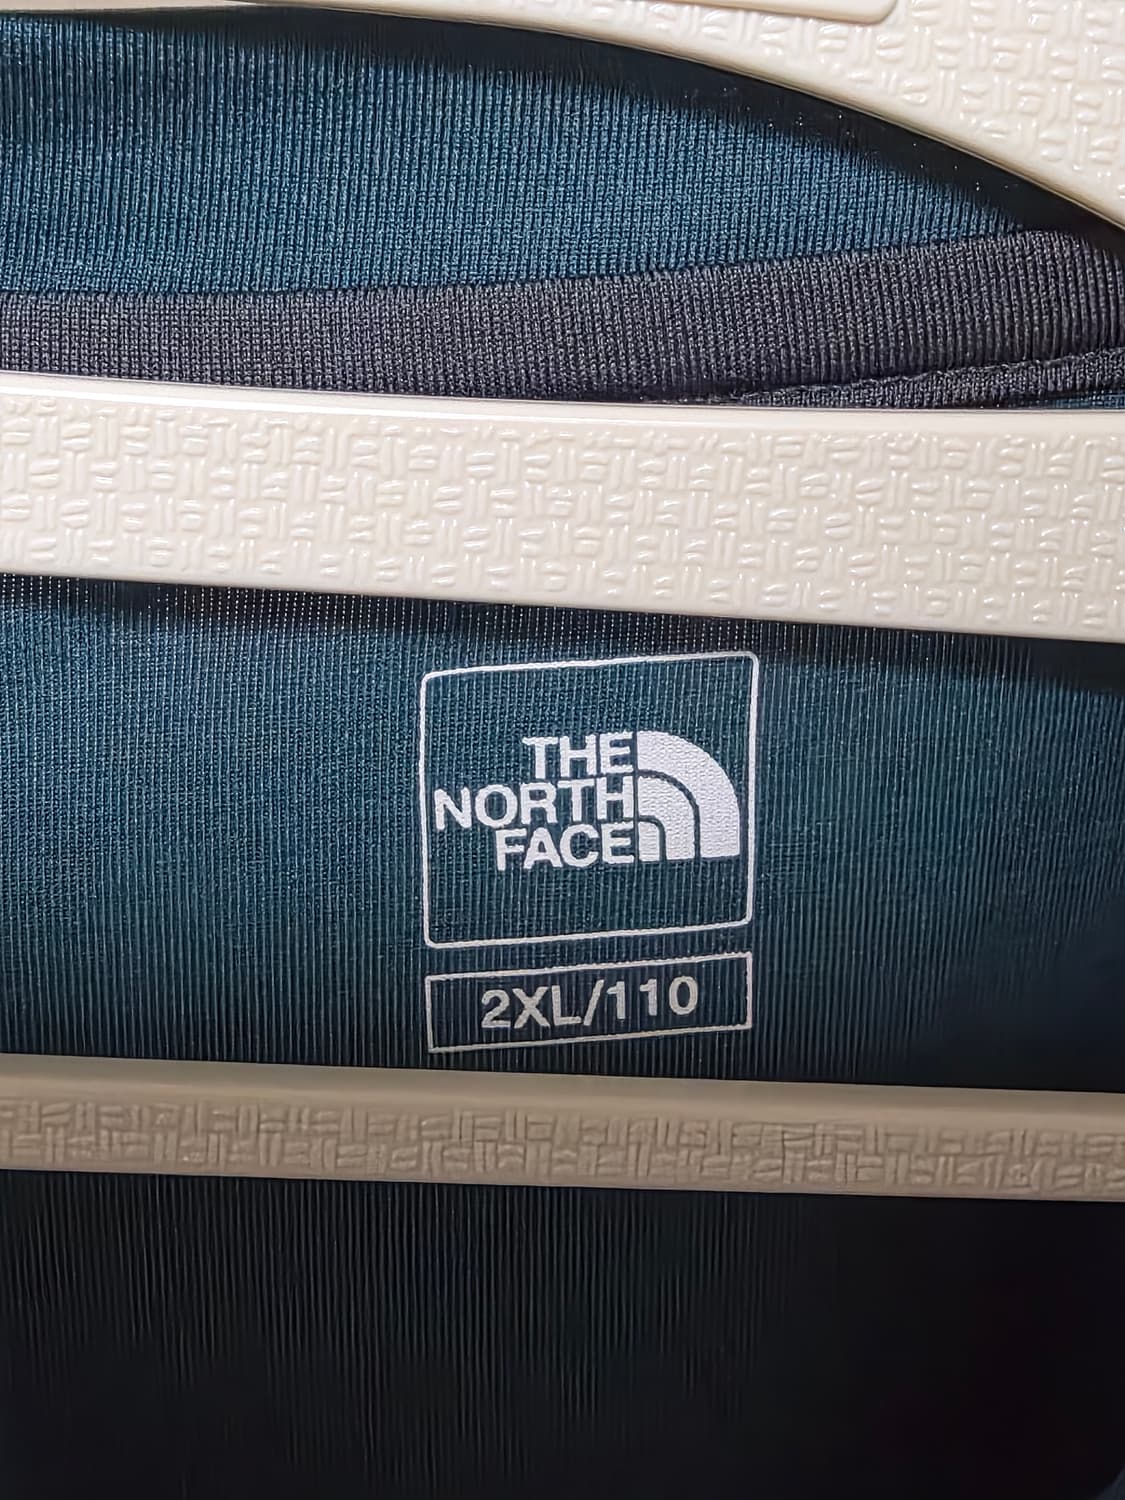 THE
NORTH
FACE
2XL/110